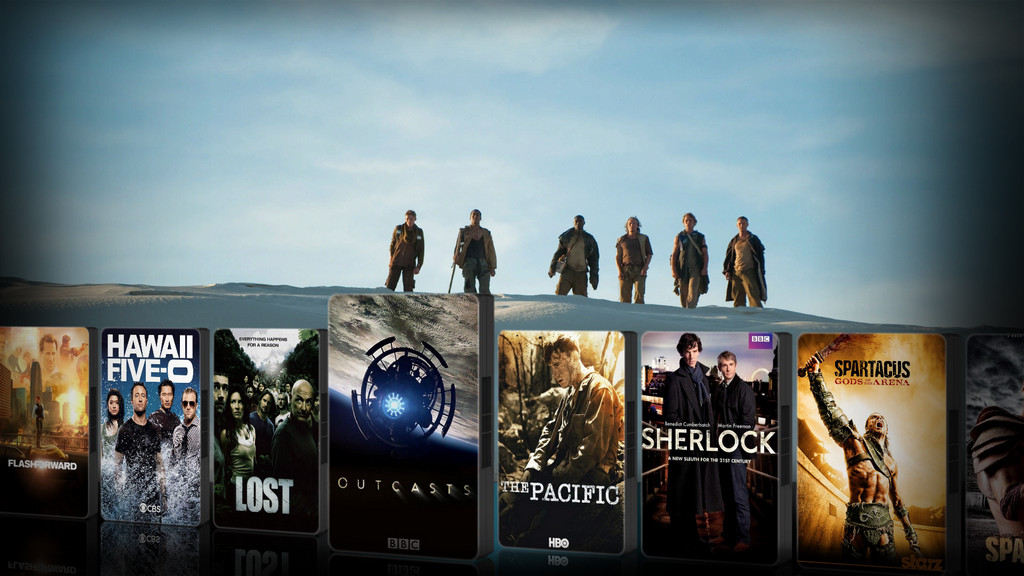 FLASHFORWARD
HAWAII
FIVE-0
CBS
EVERYTHING HAPPENS
FOR A REASON
LOST
OUTCASTS
BBC
THE PACIFIC
HBO
BBC
Benedict Cumberbatch Martin Freeman
SHERLOCK
A NEW SLEUTH FOR THE 21ST CENTURY
SPARTACUS
GODS OF THE ARENA
starz
SPA